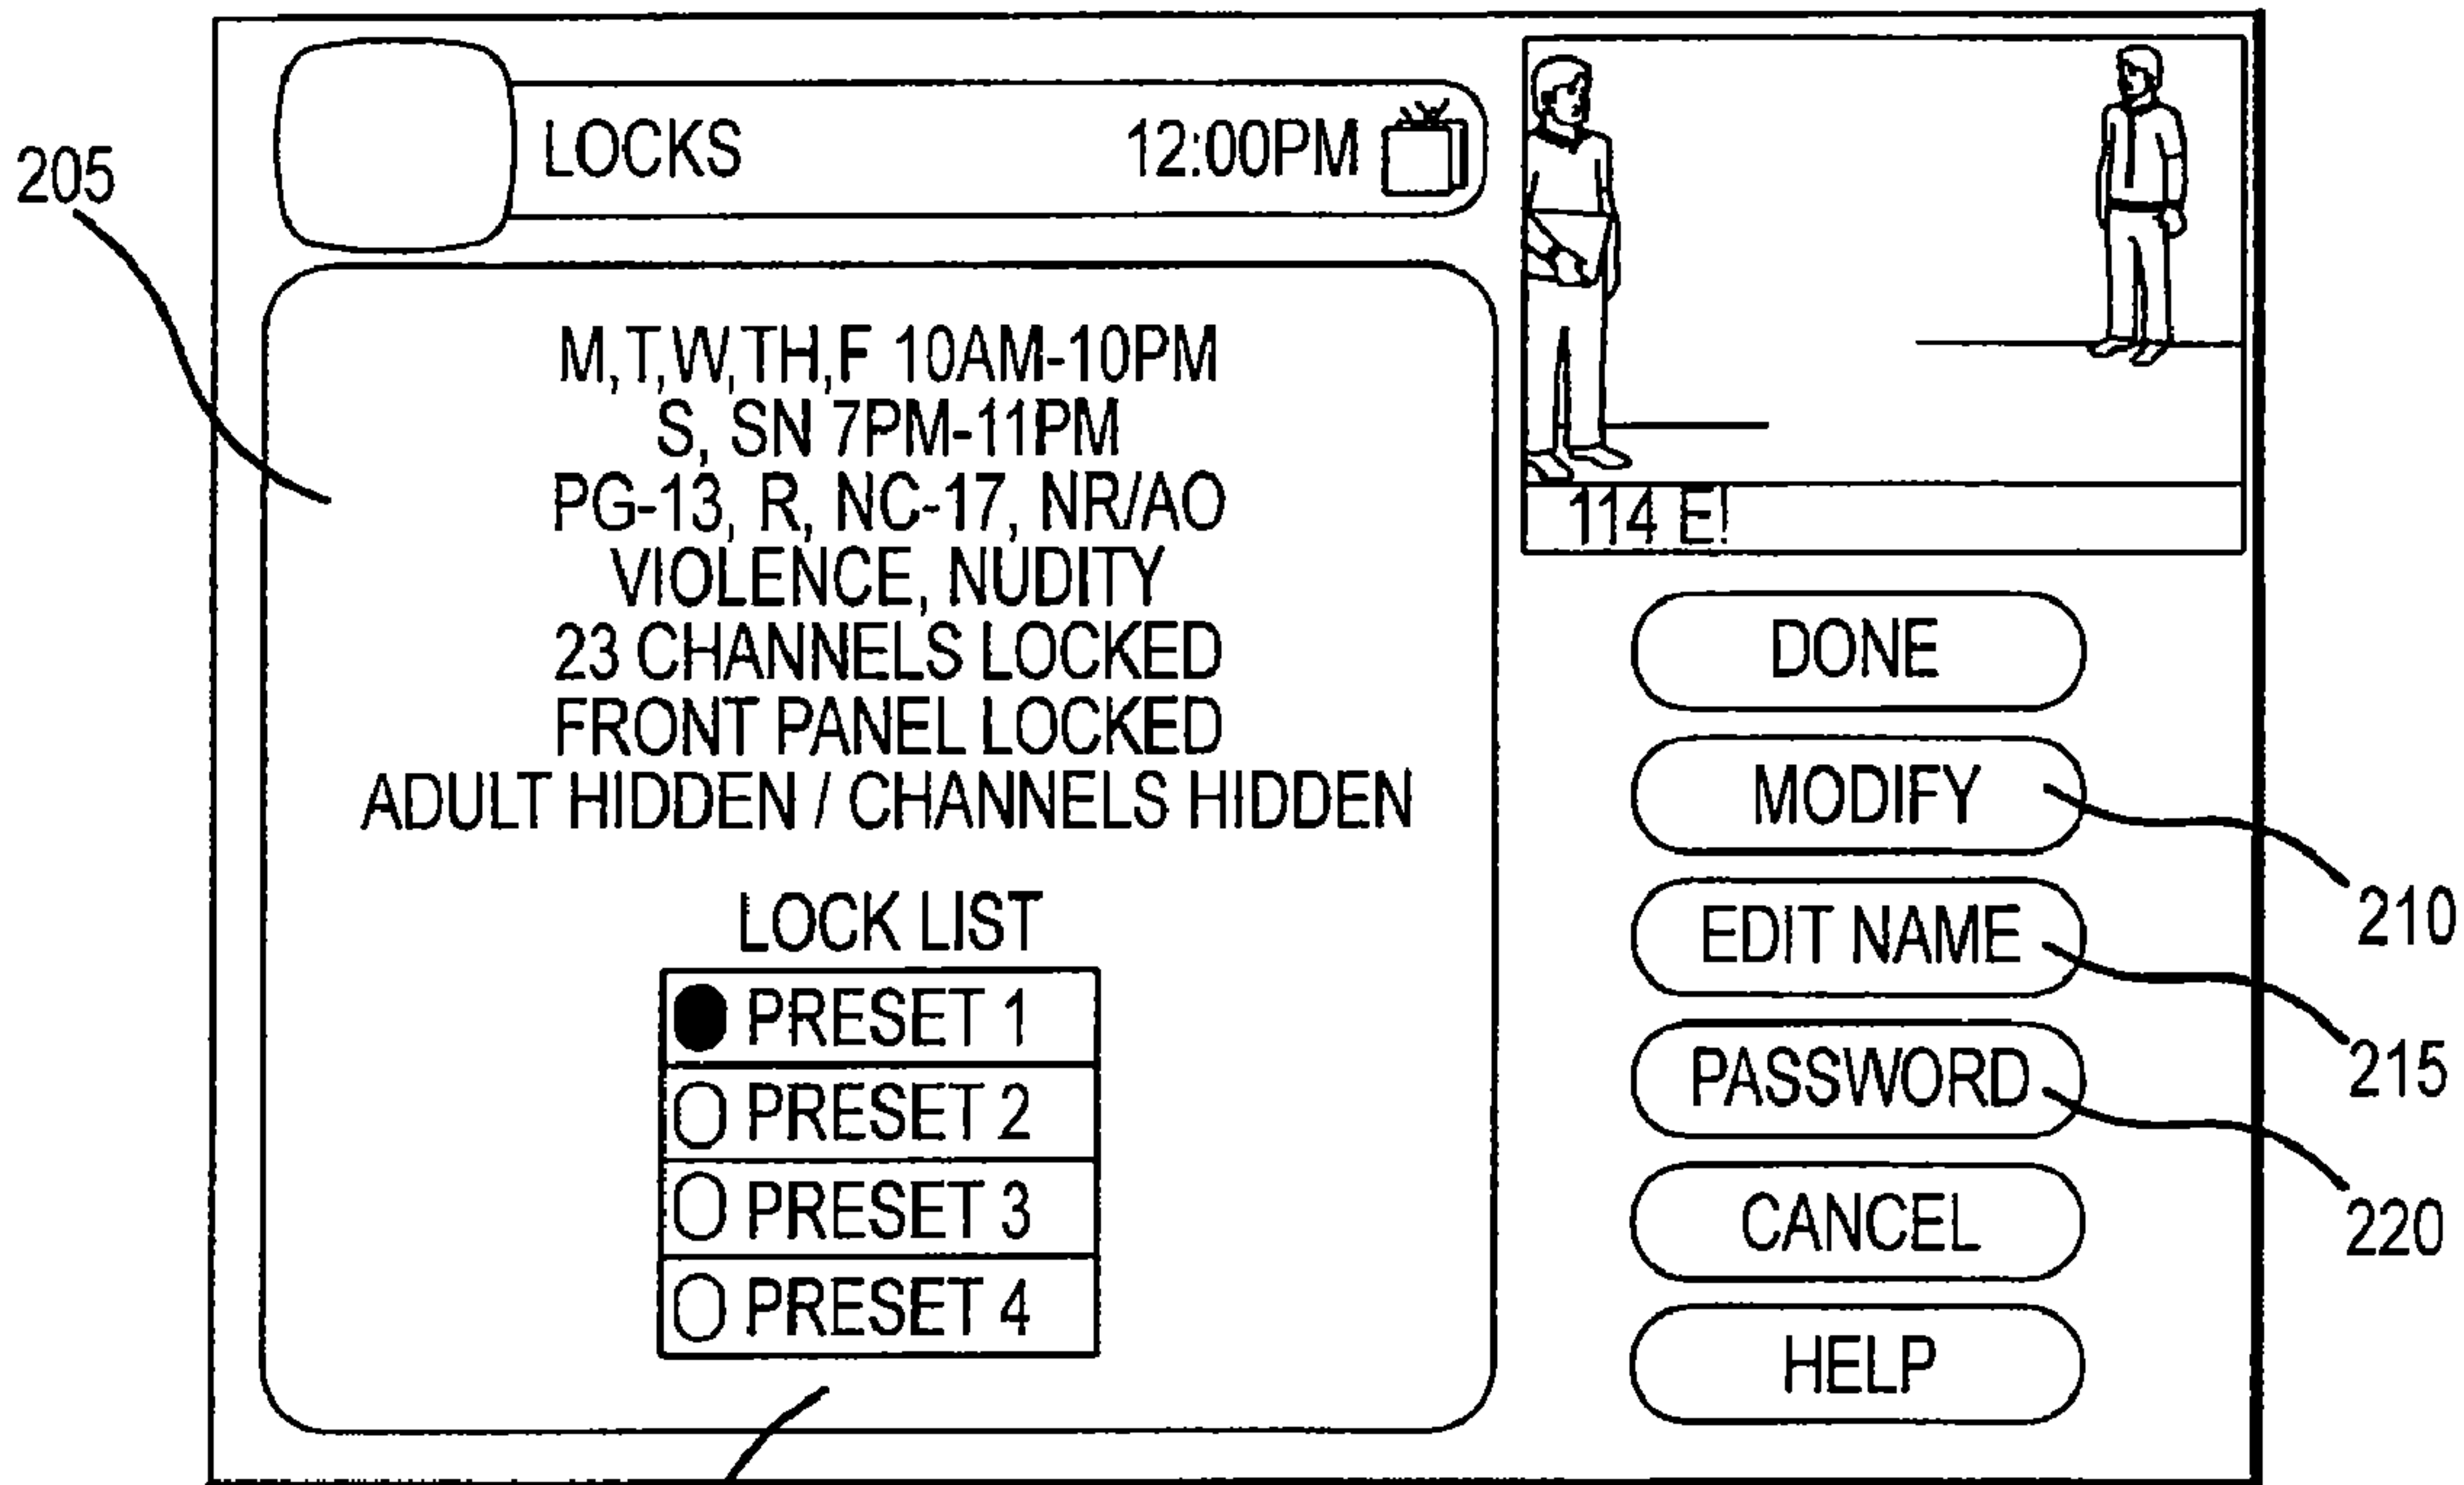 205
LOCKS
12:00PM
M,T,W,TH,F 10AM-10PM
S, SN 7PM-11PM
PG-13, R, NC-17, NR/AO
VIOLENCE, NUDITY
23 CHANNELS LOCKED
FRONT PANEL LOCKED
ADULT HIDDEN / CHANNELS HIDDEN
LOCK LIST
PRESET 1
PRESET 2
PRESET 3
PRESET 4
114 E!
DONE
MODIFY
210
EDIT NAME
215
PASSWORD
220
CANCEL
HELP